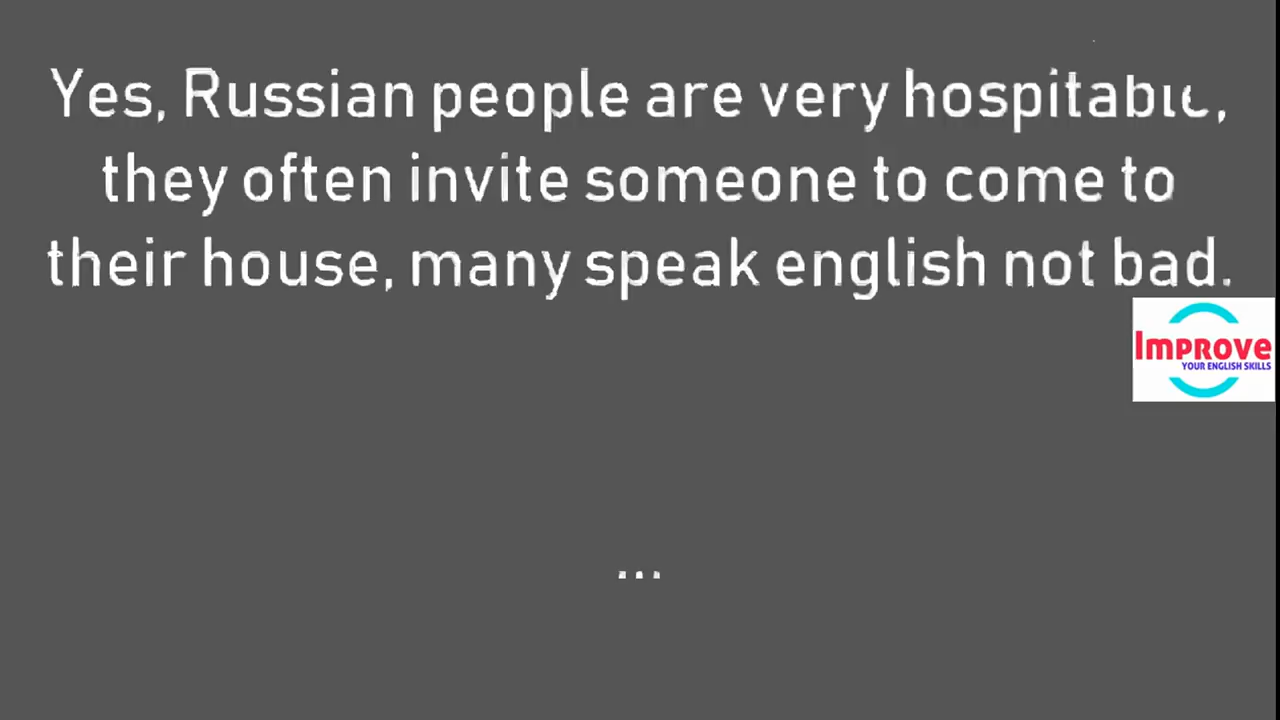 Yes, Russian people are very hospitable,
they often invite someone to come to
their house, many speak english not bad.
Improve
YOUR ENGLISH SKILLS
...